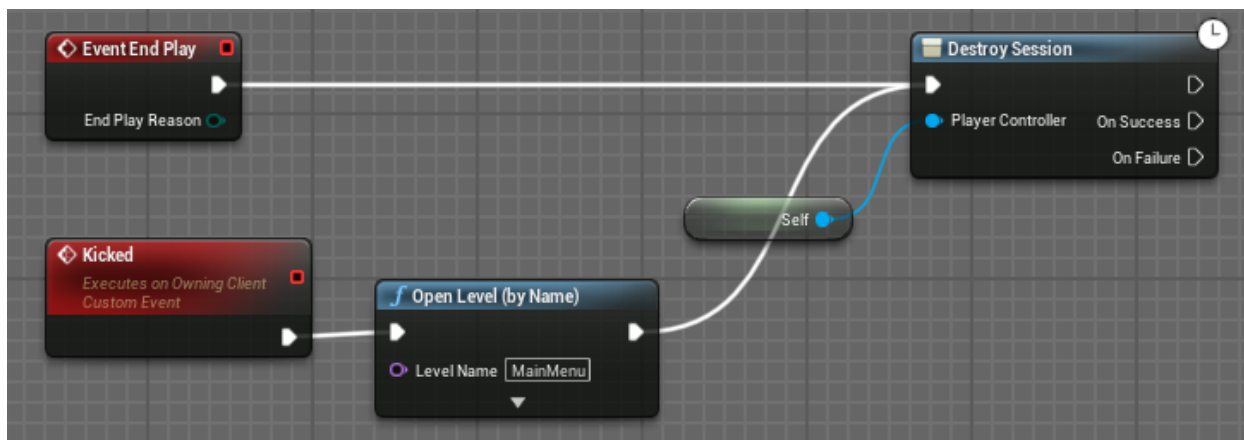 Event End Play
End Play Reason
Destroy Session
Player Controller
On Success
On Failure
Self
Kicked
Executes on Owning Client
Custom Event
f Open Level (by Name)
Level Name MainMenu